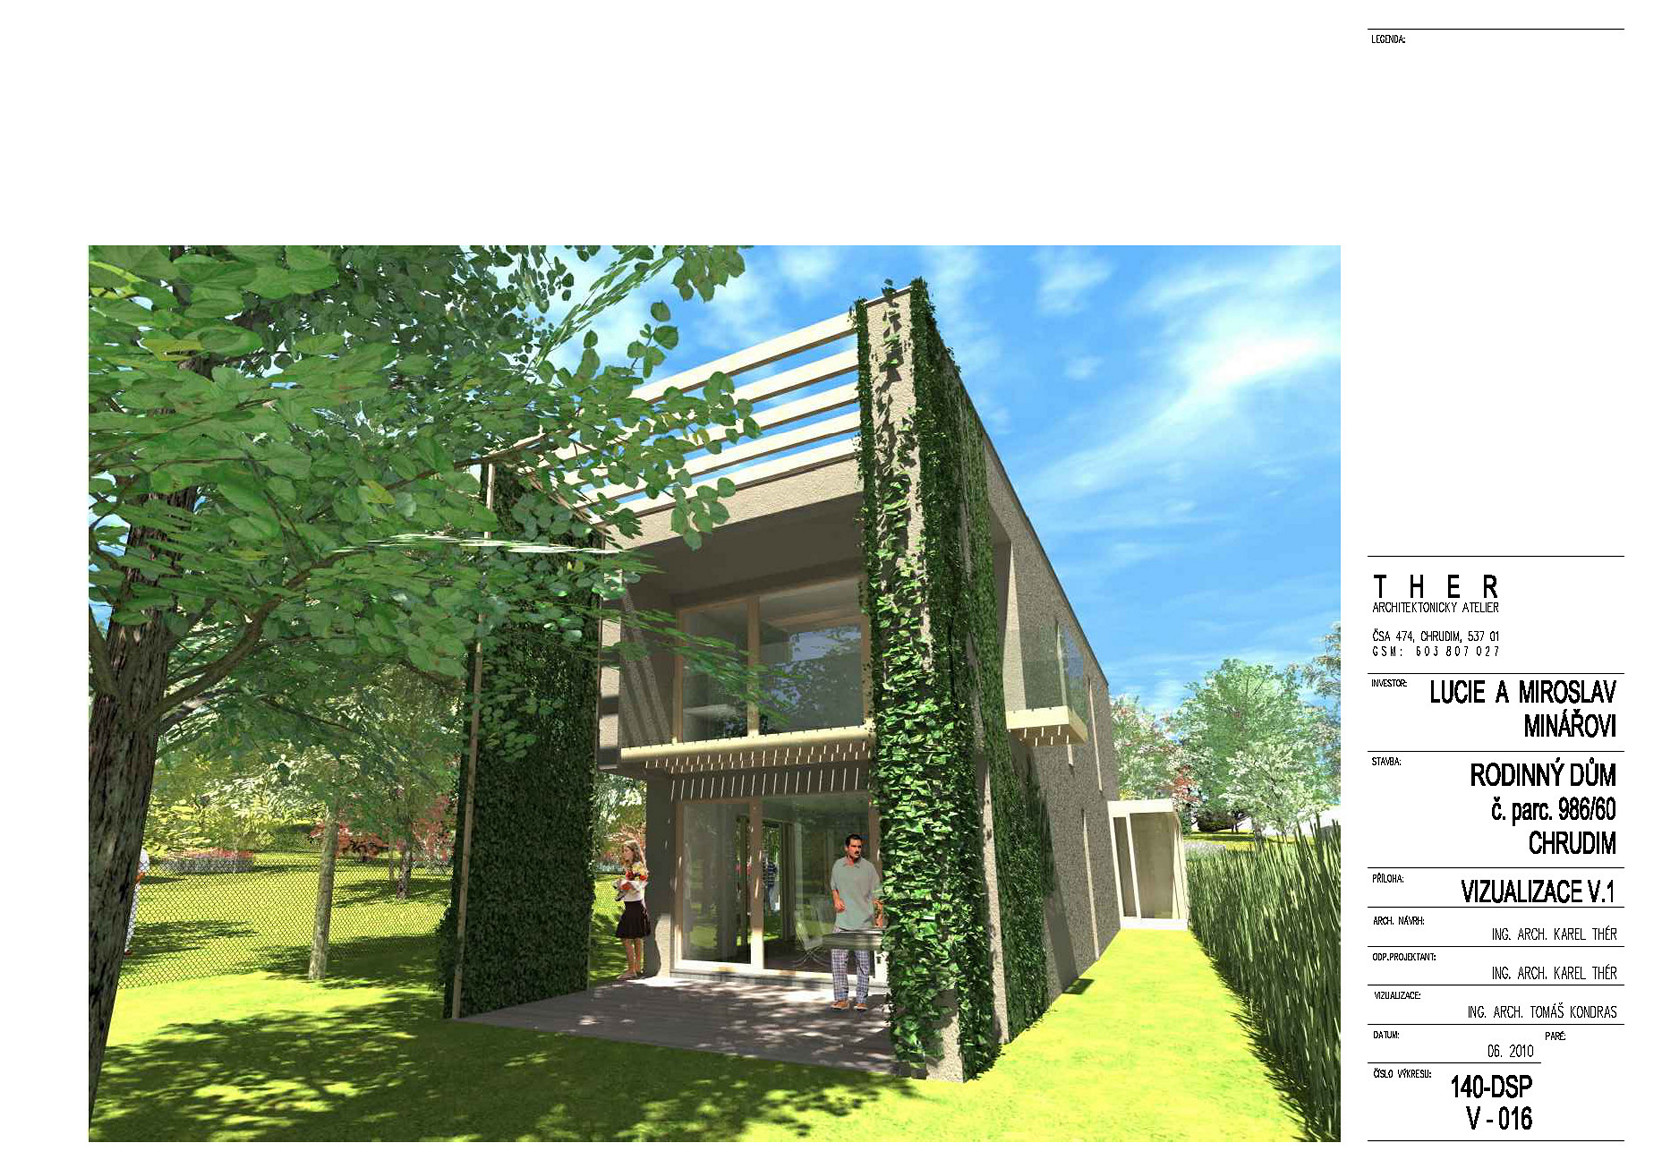 LEGENDA:
THER
ARCHITEKTONICKÝ ATELIER
ČSA 474, CHRUDIM, 537 01
GSM: 603 807 027
INVESTOR:
LUCIE A MIROSLAV
MINÁŘOVI
STAVBA:
RODINNÝ DŮM
č. parc. 986/60
CHRUDIM
PŘÍLOHA:
VIZUALIZACE V.1
ARCH. NÁVRH:
ING. ARCH. KAREL THÉR
ODP.PROJEKTANT:
ING. ARCH. KAREL THÉR
VIZUALIZACE:
ING. ARCH. TOMÁŠ KONDRAS
DATUM:
PARÉ:
06. 2010
ČÍSLO VÝKRESU:
140-DSP
V - 016